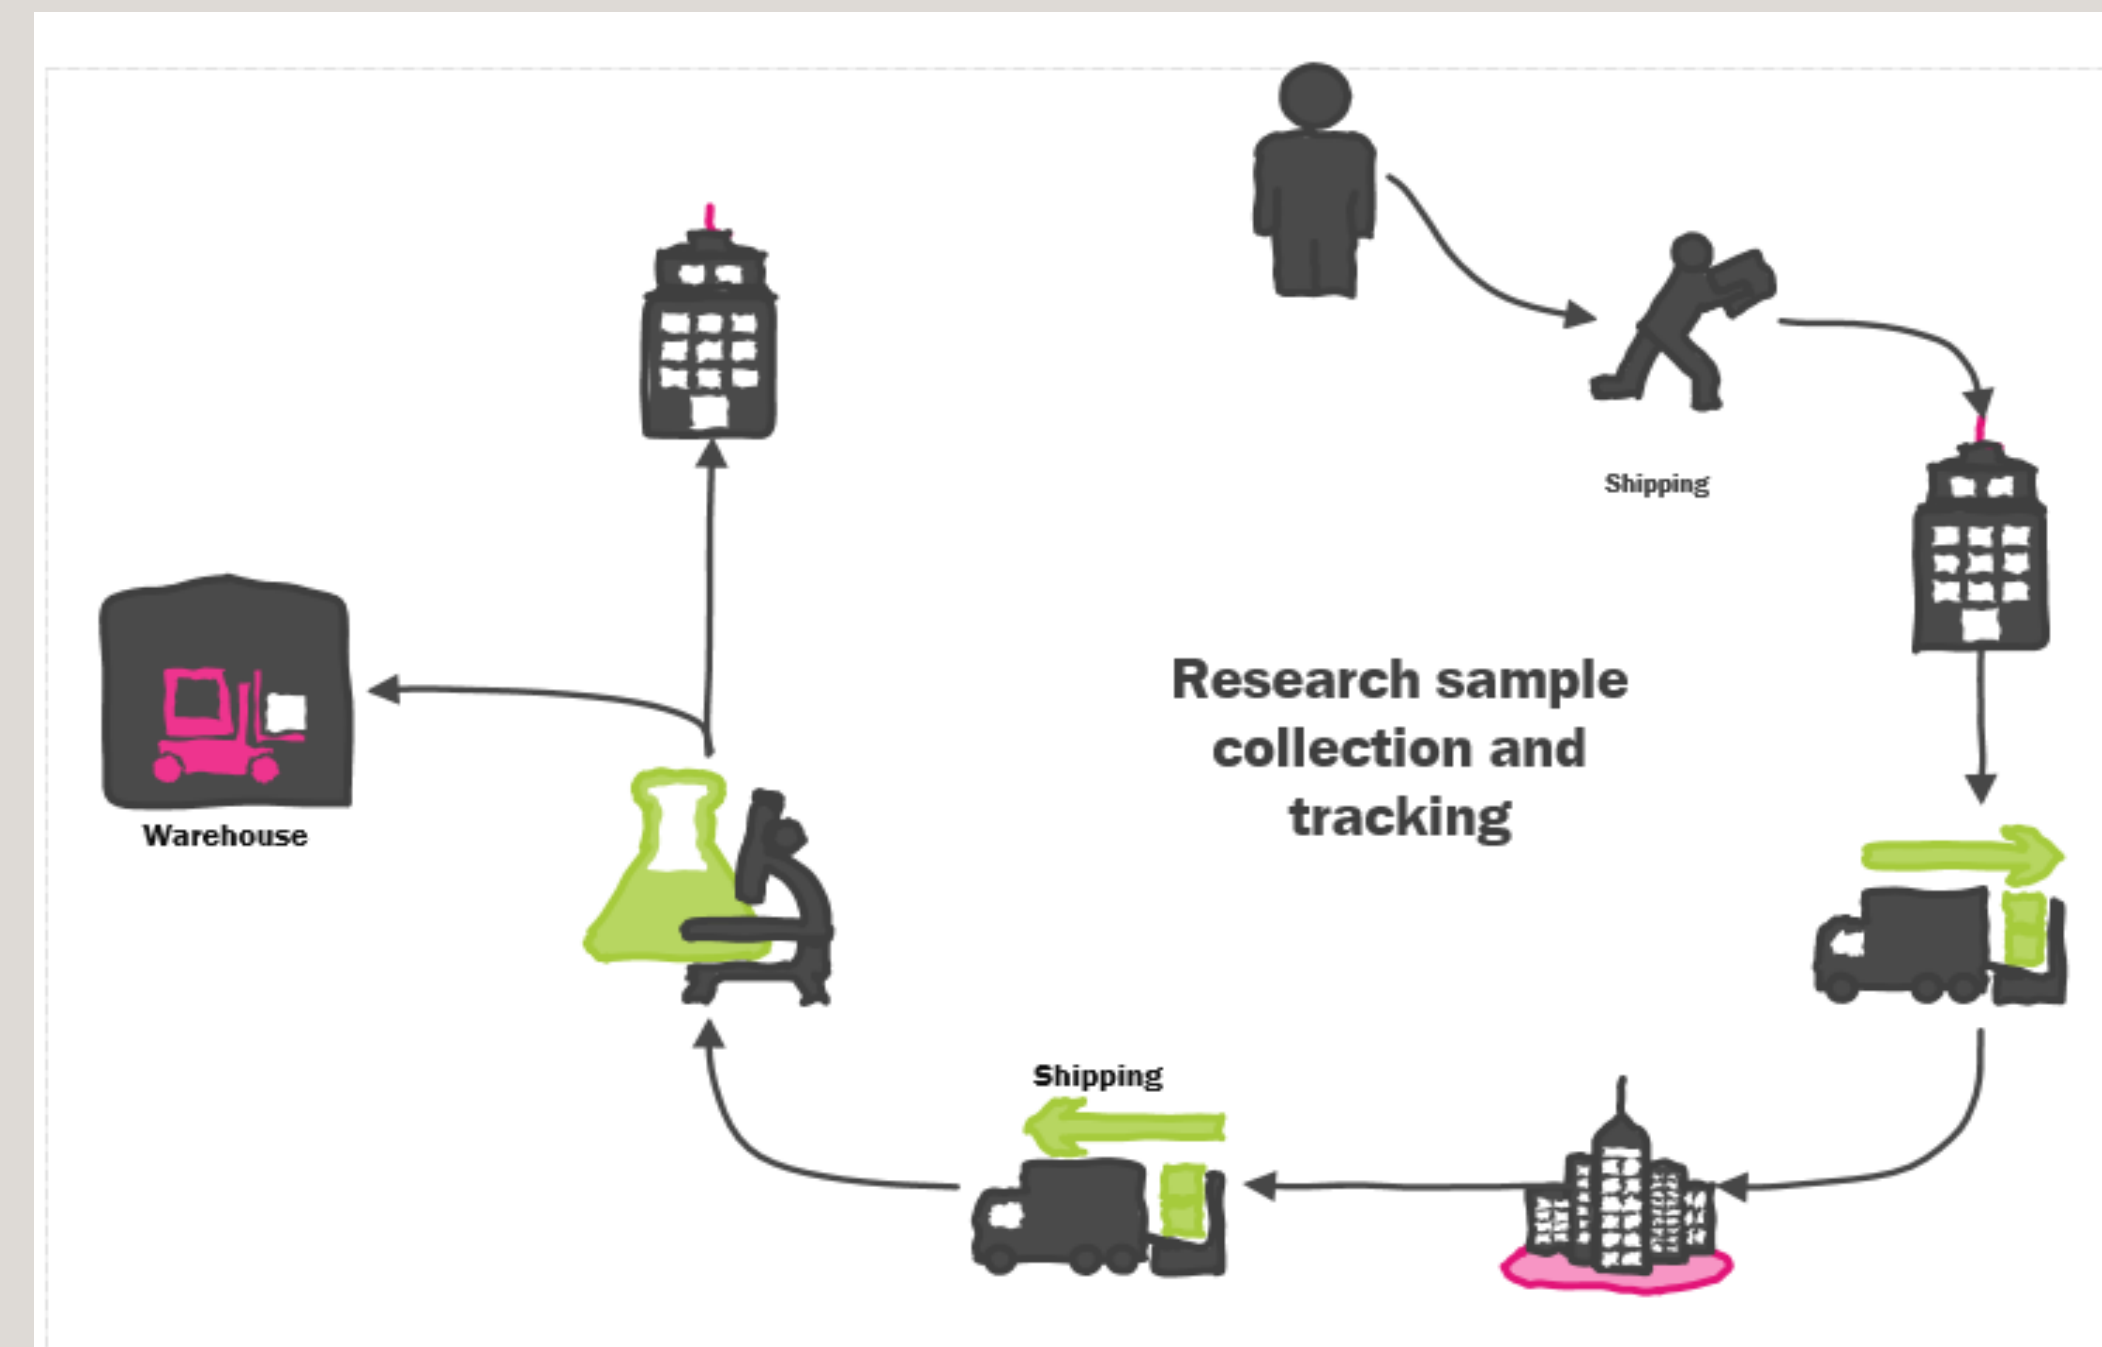 Shipping
Research sample
collection and
tracking
Warehouse
Shipping